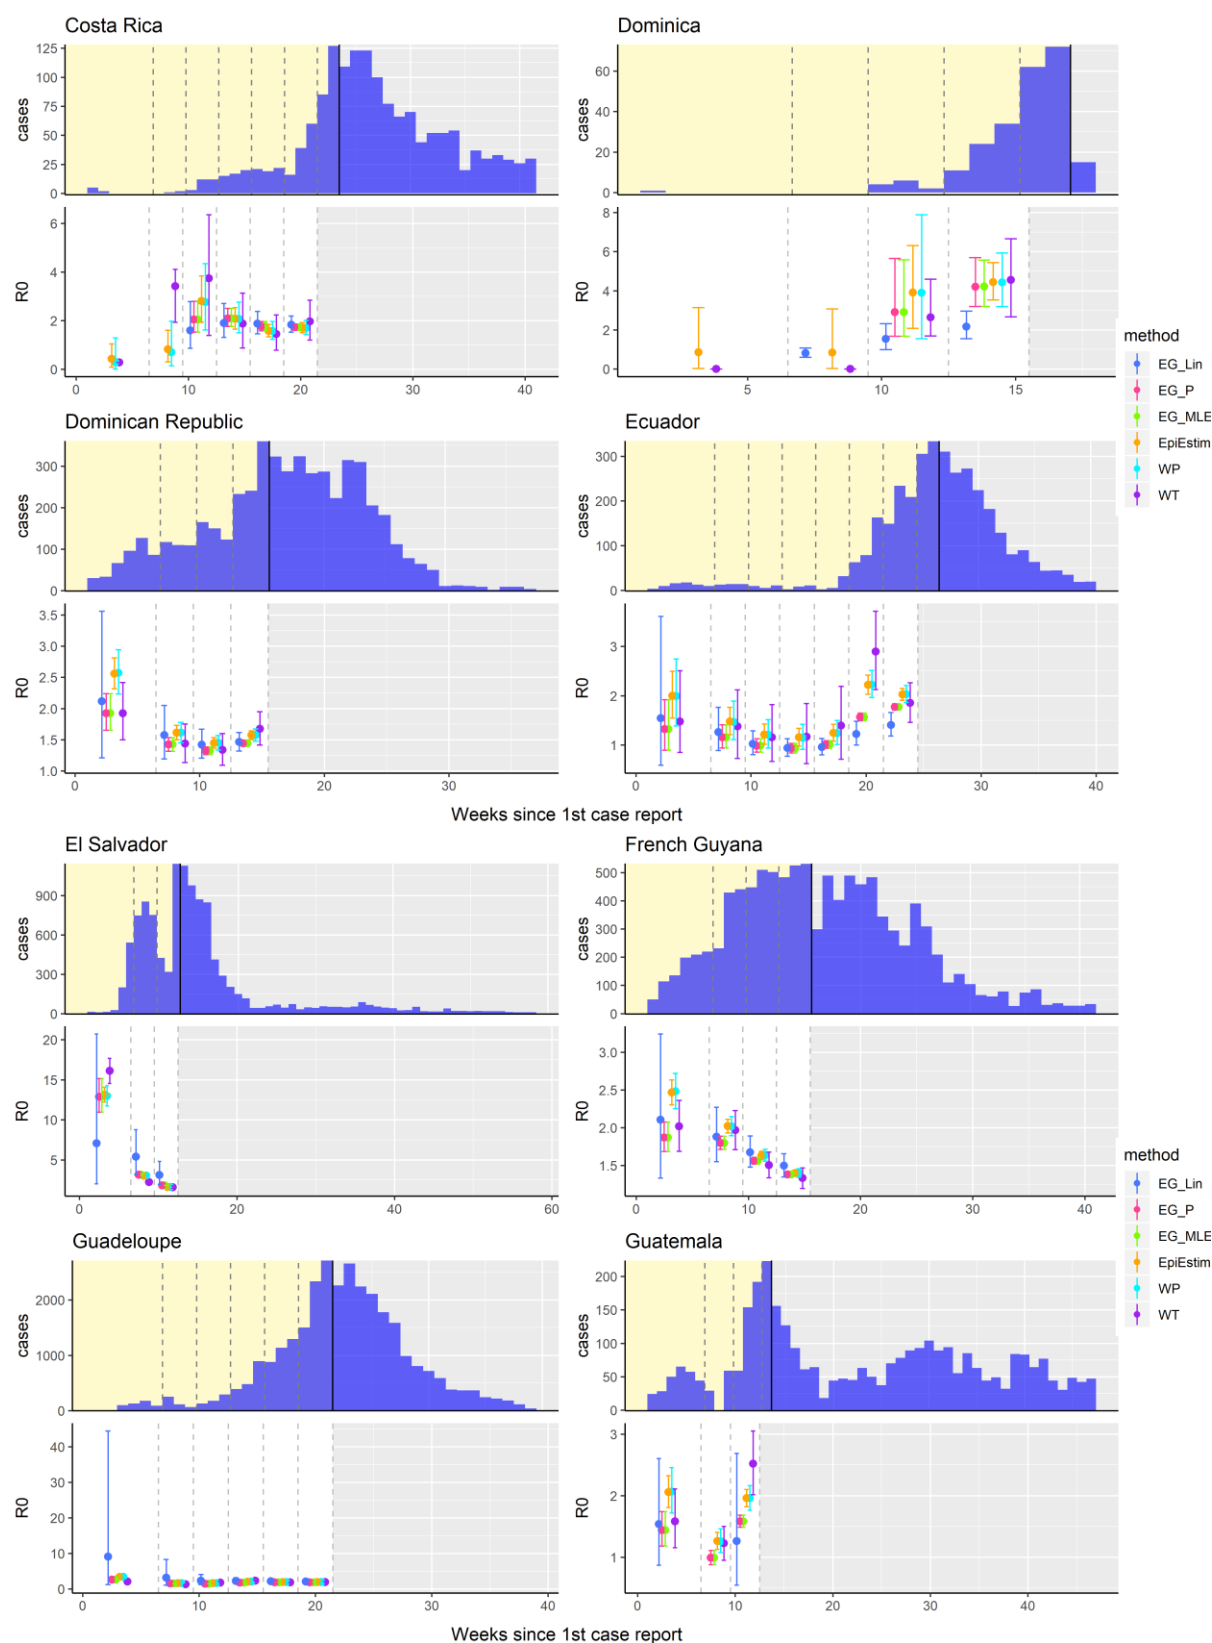 Costa Rica
Dominica
125
100
75
50
25
0
cases
0
10
20
30
40
6
4
2
0
R0
60
40
20
0
cases
8
6
4
2
0
R0
5
10
15
method
EG_Lin
EG_P
EG_MLE
EpiEstim
WP
WT
Dominican Republic
Ecuador
300
200
100
0
cases
3.5
3.0
2.5
2.0
1.5
1.0
R0
0
10
20
30
300
200
100
0
cases
3
2
1
R0
0
10
20
30
40
Weeks since 1st case report
El Salvador
French Guyana
900
600
300
0
cases
20
15
10
5
R0
0
20
40
60
500
400
300
200
100
0
cases
3.0
2.5
2.0
1.5
R0
0
10
20
30
40
method
EG_Lin
EG_P
EG_MLE
EpiEstim
WP
WT
Guadeloupe
Guatemala
2000
1000
0
cases
40
30
20
10
0
R0
0
10
20
30
40
200
150
100
50
0
cases
3
2
1
R0
0
10
20
30
40
Weeks since 1st case report